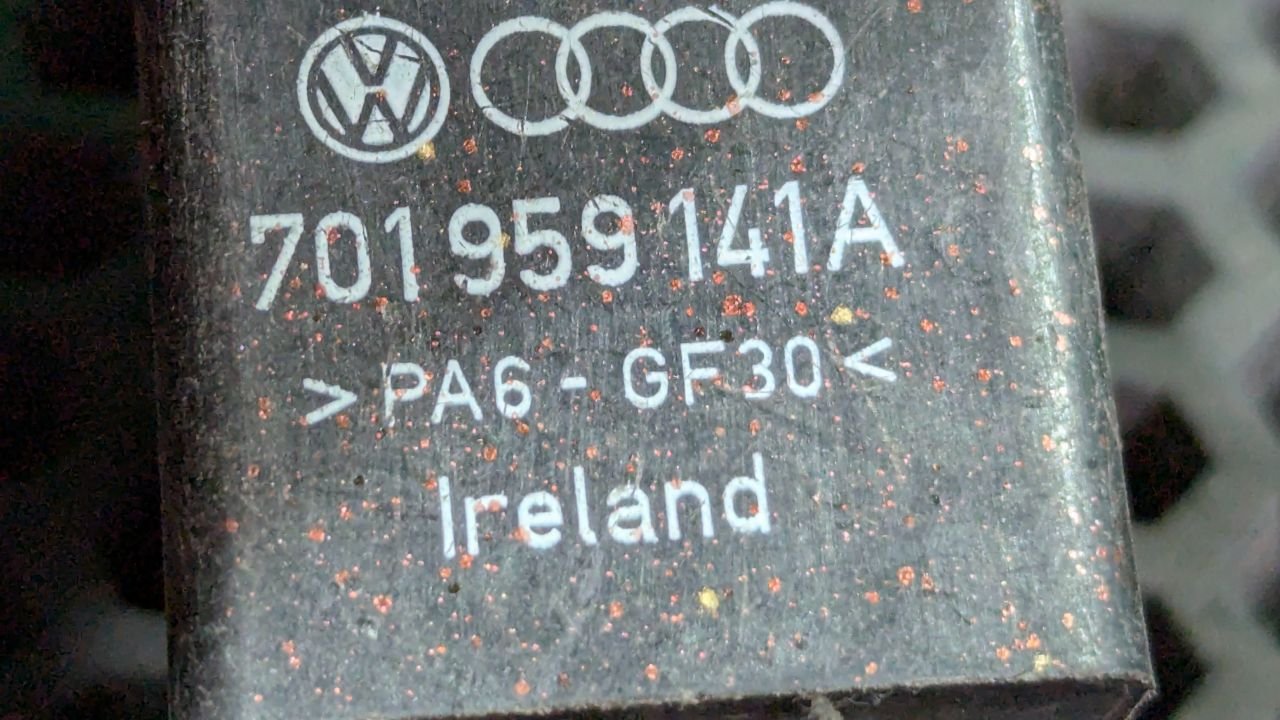 701 959 141 A
> PA6 - GF30 <
Ireland